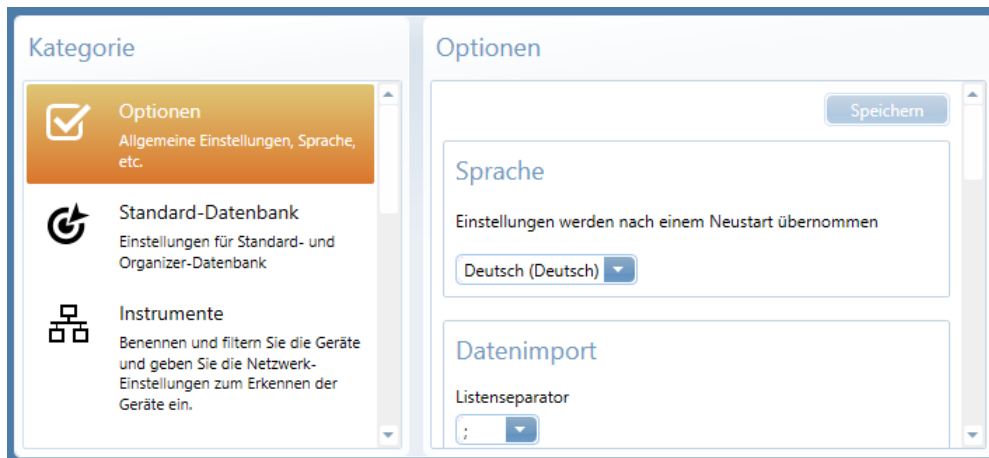 Kategorie
Optionen
Allgemeine Einstellungen, Sprache,
etc.
Standard-Datenbank
Einstellungen für Standard- und
Organizer-Datenbank
Instrumente
Benennen und filtern Sie die Geräte
und geben Sie die Netzwerk-
Einstellungen zum Erkennen der
Geräte ein.
Optionen
Speichern
Sprache
Einstellungen werden nach einem Neustart übernommen
Deutsch (Deutsch)
Datenimport
Listenseparator
;